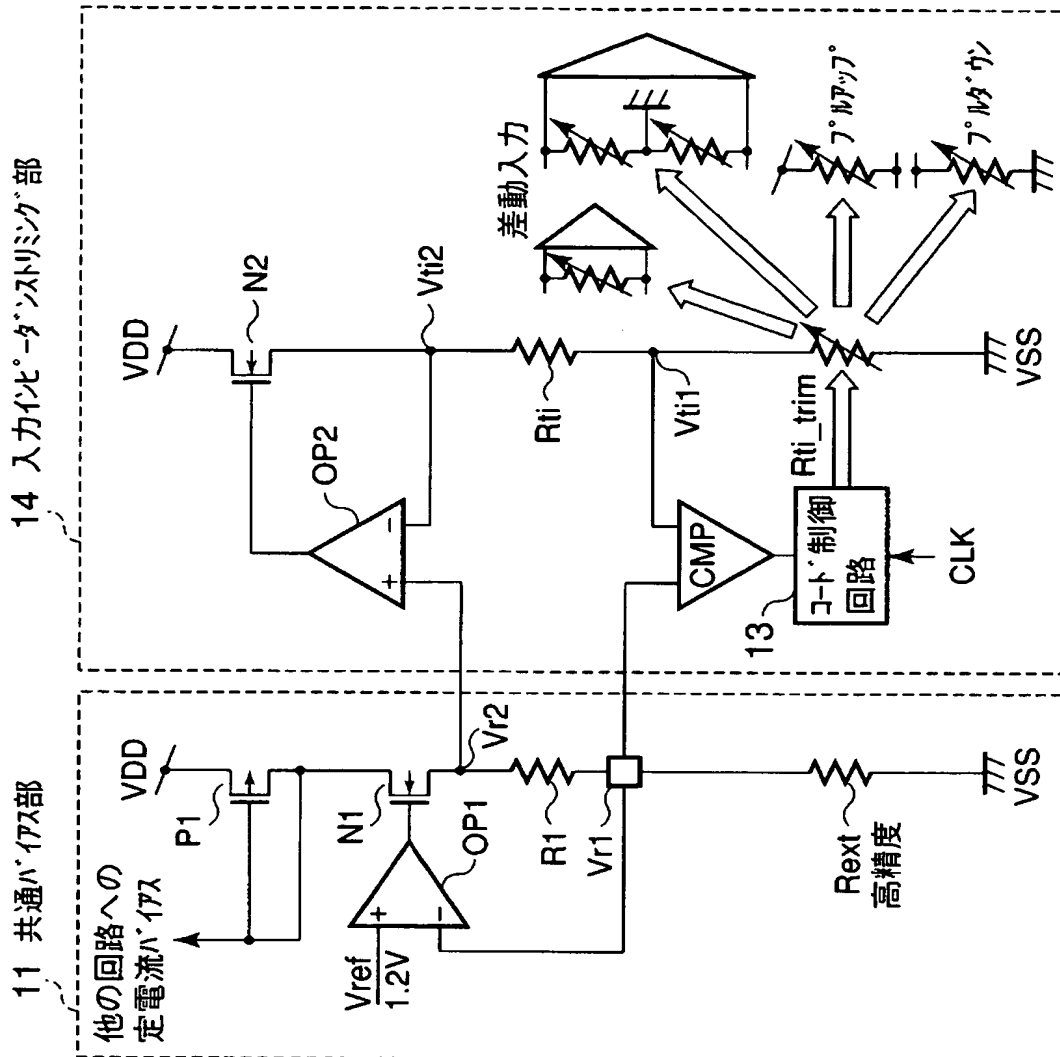 11 共通バイアス部
他の回路への
定電流バイアス
VDD
P1
N1
OP1
+
-
Vref
1.2V
Vr2
R1
Vr1
Rext
高精度
VSS
14 入力インピーダンストリミング部
VDD
N2
OP2
+
-
Vti2
Rti
Vti1
CMP
13
コード制御
回路
CLK
Rti_trim
VSS
差動入力
プルアップ
プルダウン